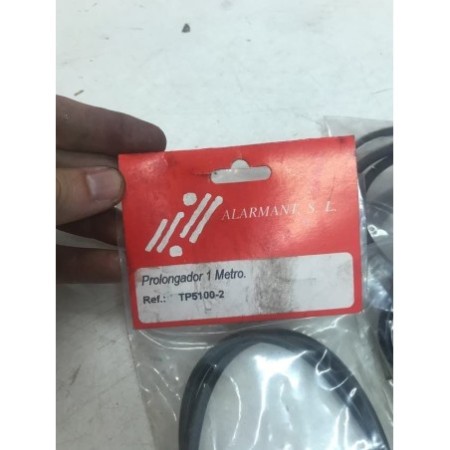 ALARMANT, S. L.
Prolongador 1 Metro.
Ref.: TP5100-2